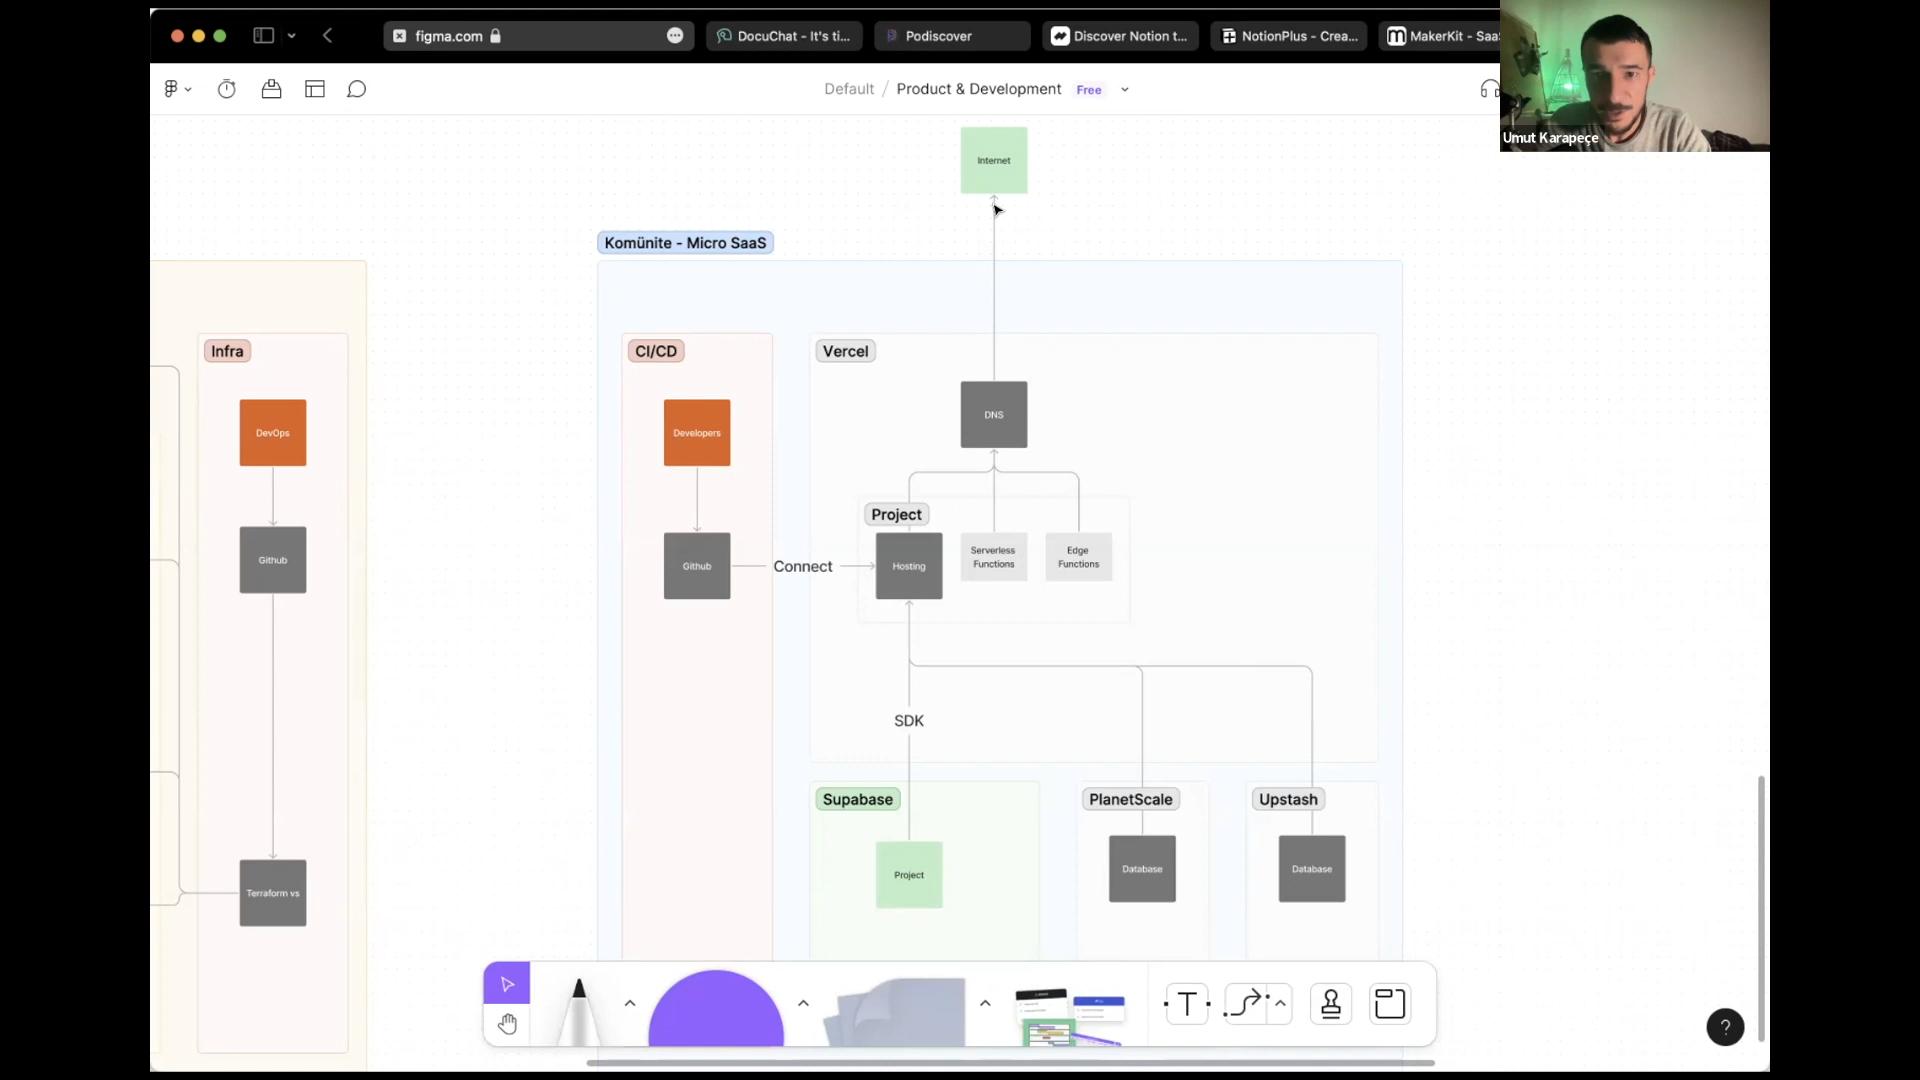 figma.com
DocuChat - It's ti...
Podiscover
Discover Notion t...
NotionPlus - Crea...
MakerKit - SaaS
Default / Product & Development Free
Umut Karapeçe
Internet
Komünite - Micro SaaS
Infra
CI/CD
Vercel
DevOps
Developers
DNS
Project
Github
Github
Connect
Hosting
Serverless
Functions
Edge
Functions
SDK
Supabase
PlanetScale
Upstash
Terraform vs
Project
Database
Database
T
?